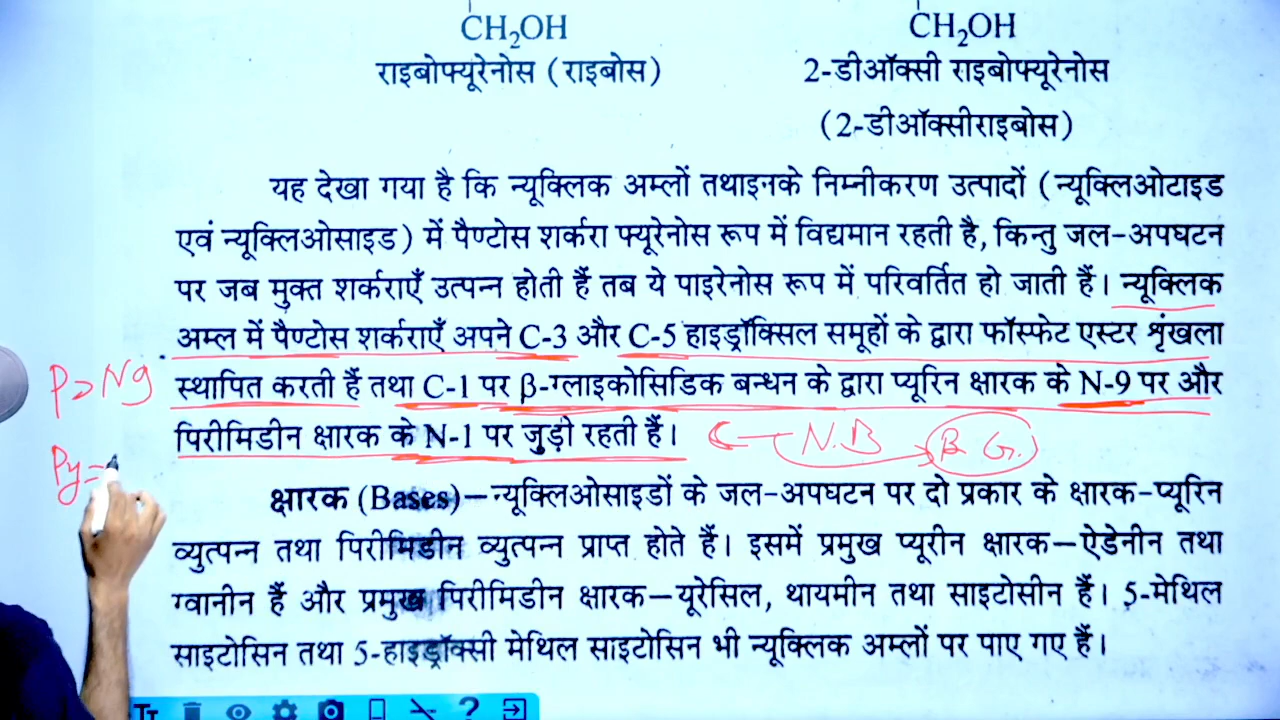 CH₂OH CH₂OH
राइबोफ्यूरेनोस (राइबोस) 2-डीऑक्सी राइबोफ्यूरेनोस
(2-डीऑक्सीराइबोस)
यह देखा गया है कि न्यूक्लिक अम्लों तथाइनके निम्नीकरण उत्पादों (न्यूक्लिओटाइड
एवं न्यूक्लिओसाइड) में पैण्टोस शर्करा फ्यूरेनोस रूप में विद्यमान रहती है, किन्तु जल-अपघटन
पर जब मुक्त शर्कराएँ उत्पन्न होती हैं तब ये पाइरेनोस रूप में परिवर्तित हो जाती हैं। न्यूक्लिक
अम्ल में पैण्टोस शर्कराएँ अपने C-3 और C-5 हाइड्रॉक्सिल समूहों के द्वारा फॉस्फेट एस्टर शृंखला
स्थापित करती हैं तथा C-1 पर β-ग्लाइकोसिडिक बन्धन के द्वारा प्यूरिन क्षारक के N-9 पर और
P> N9
पिरीमिडीन क्षारक के N-1 पर जुड़ी रहती हैं। N.B B G.
Py=
क्षारक (Bases)–न्यूक्लिओसाइडों के जल-अपघटन पर दो प्रकार के क्षारक-प्यूरिन
व्युत्पन्न तथा पिरीमिडीन व्युत्पन्न प्राप्त होते हैं। इसमें प्रमुख प्यूरीन क्षारक–ऐडेनीन तथा
ग्वानीन हैं और प्रमुख पिरीमिडीन क्षारक–यूरेसिल, थायमीन तथा साइटोसीन हैं। 5-मेथिल
साइटोसिन तथा 5-हाइड्रॉक्सी मेथिल साइटोसिन भी न्यूक्लिक अम्लों पर पाए गए हैं।
TT